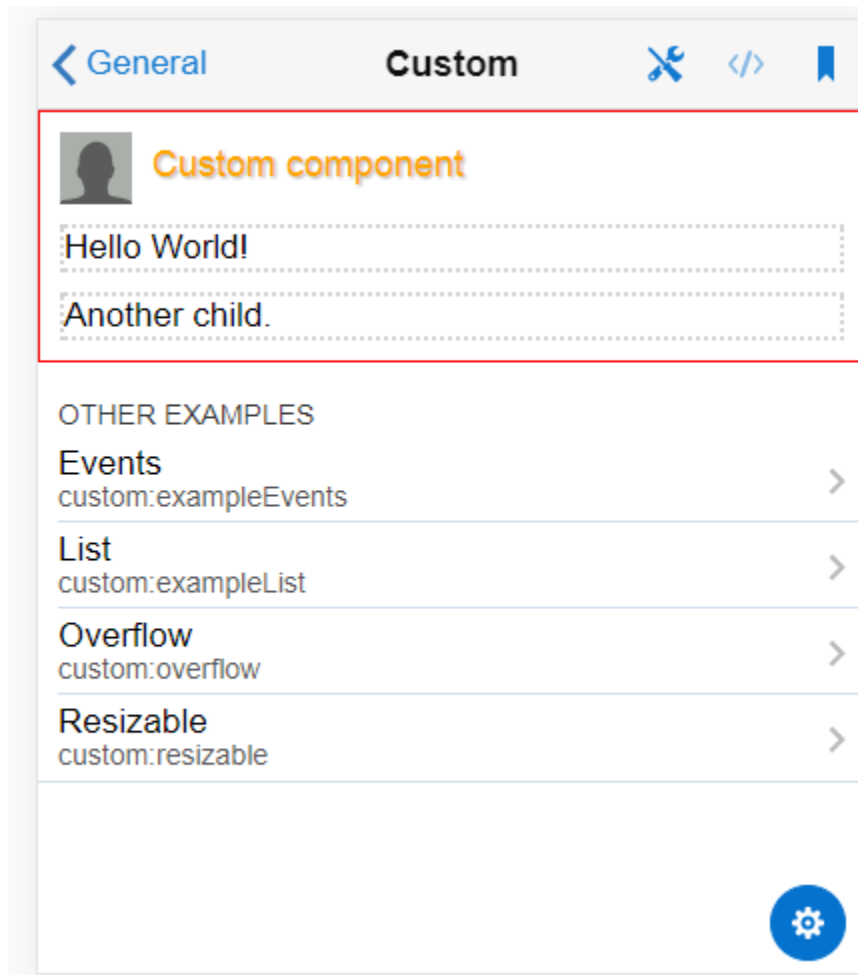 General
Custom
</>
Custom component
Hello World!
Another child.
OTHER EXAMPLES
Events
custom:exampleEvents
List
custom:exampleList
Overflow
custom:overflow
Resizable
custom:resizable